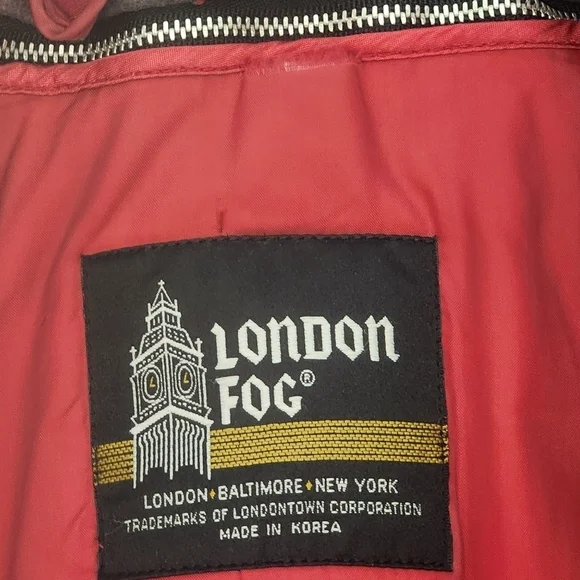 LONDON
FOG®
LONDON♦BALTIMORE♦NEW YORK
TRADEMARKS OF LONDONTOWN CORPORATION
MADE IN KOREA